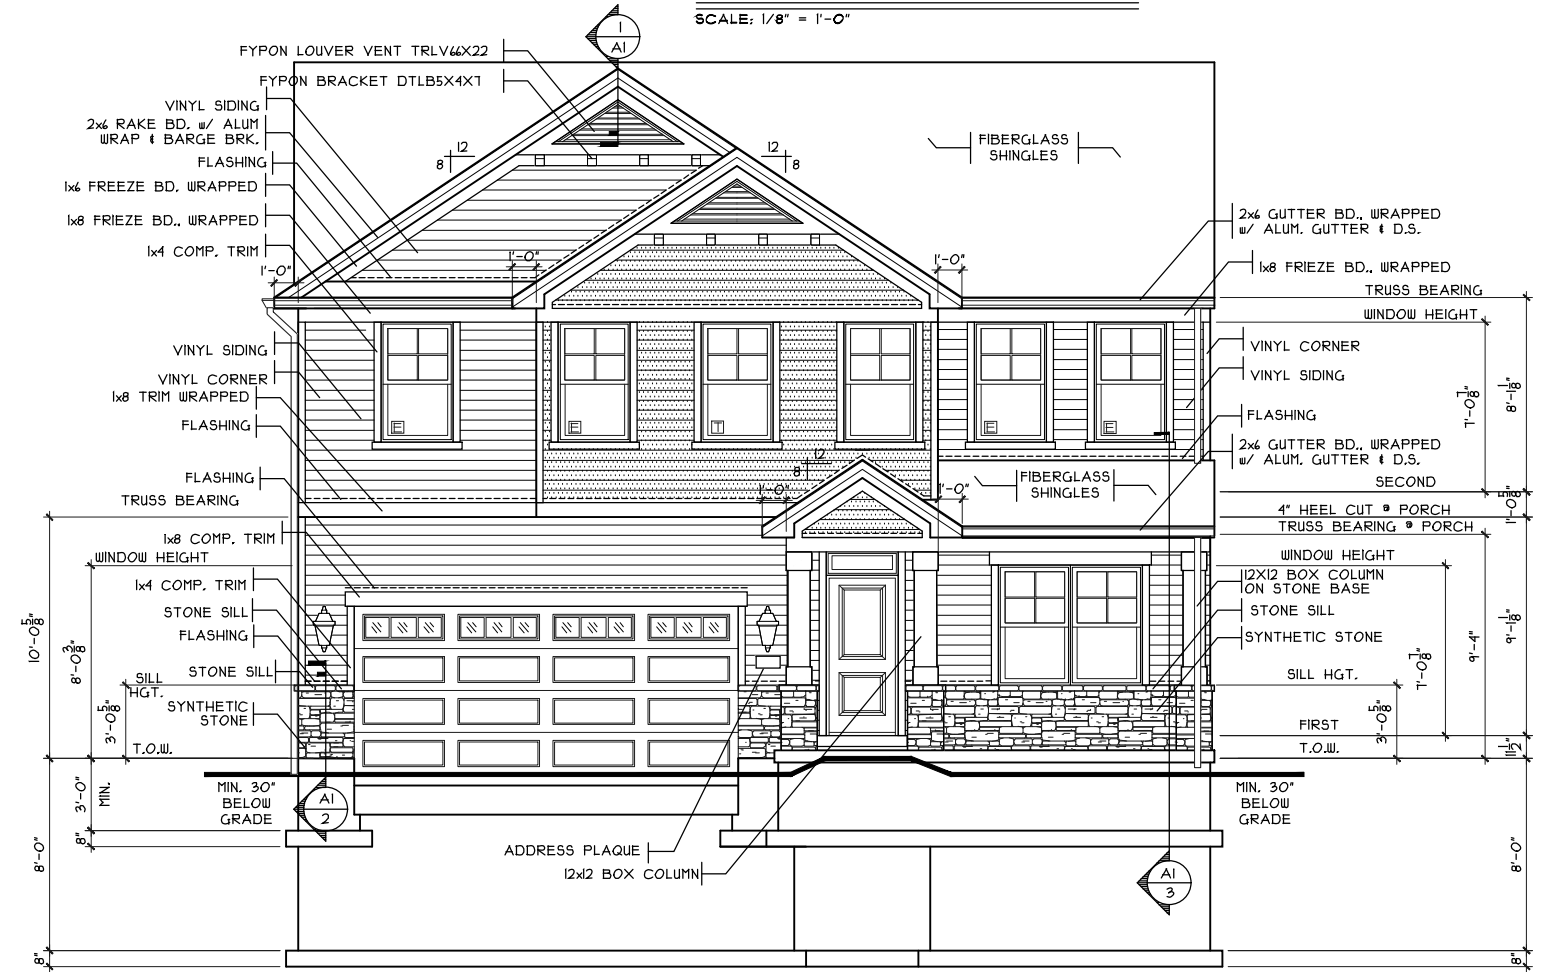 SCALE: 1/8" = 1'-0"
1
A1
FYPON LOUVER VENT TRLV66X22
FYPON BRACKET DTLB5X4X7
VINYL SIDING
2x6 RAKE BD. w/ ALUM
WRAP & BARGE BRK.
FLASHING
1x6 FREEZE BD. WRAPPED
1x8 FRIEZE BD., WRAPPED
1x4 COMP. TRIM
1'-0"
12
8
12
8
1'-0"
1'-0"
FIBERGLASS
SHINGLES
2x6 GUTTER BD., WRAPPED
w/ ALUM. GUTTER & D.S.
1x8 FRIEZE BD., WRAPPED
TRUSS BEARING
WINDOW HEIGHT
VINYL CORNER
VINYL SIDING
FLASHING
2x6 GUTTER BD., WRAPPED
w/ ALUM. GUTTER & D.S.
SECOND
7'-0 7/8"
8'-1 1/8"
VINYL SIDING
VINYL CORNER
1x8 TRIM WRAPPED
FLASHING
FLASHING
TRUSS BEARING
E
E
T
E
E
12
8
1'-0"
1'-0"
FIBERGLASS
SHINGLES
1'-0 5/8"
4" HEEL CUT @ PORCH
TRUSS BEARING @ PORCH
WINDOW HEIGHT
12X12 BOX COLUMN
ON STONE BASE
STONE SILL
SYNTHETIC STONE
SILL HGT.
FIRST
T.O.W.
3'-0 5/8"
7'-0 7/8"
9'-4"
9'-1 1/8"
11 1/2"
1x8 COMP. TRIM
WINDOW HEIGHT
1x4 COMP. TRIM
STONE SILL
FLASHING
STONE SILL
SILL
HGT.
SYNTHETIC
STONE
T.O.W.
10'-0 5/8"
8'-0 3/8"
3'-0 5/8"
3'-0"
MIN.
8"
8'-0"
8"
MIN. 30"
BELOW
GRADE
A1
2
ADDRESS PLAQUE
12x12 BOX COLUMN
A1
3
MIN. 30"
BELOW
GRADE
8'-0"
8"